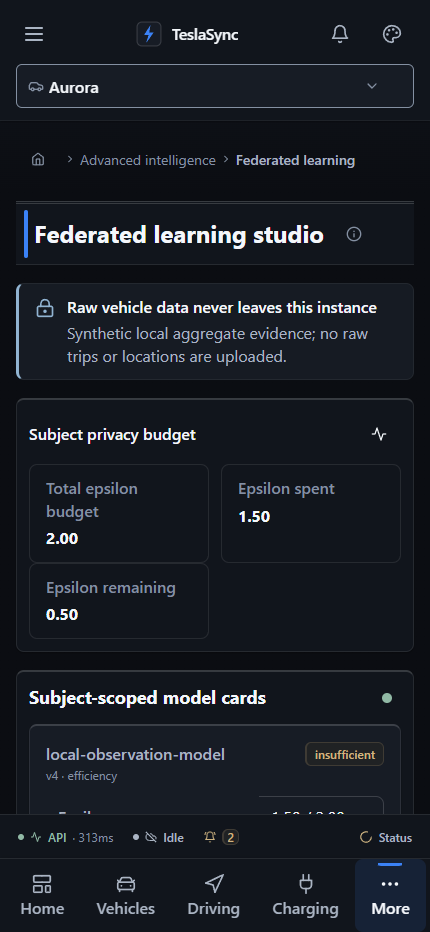 TeslaSync
Aurora
Advanced intelligence
Federated learning
Federated learning studio
Raw vehicle data never leaves this instance
Synthetic local aggregate evidence; no raw
trips or locations are uploaded.
Subject privacy budget
Total epsilon
budget
2.00
Epsilon spent
1.50
Epsilon remaining
0.50
Subject-scoped model cards
local-observation-model
insufficient
v4 · efficiency
API · 313ms
Idle
2
Status
Home
Vehicles
Driving
Charging
More